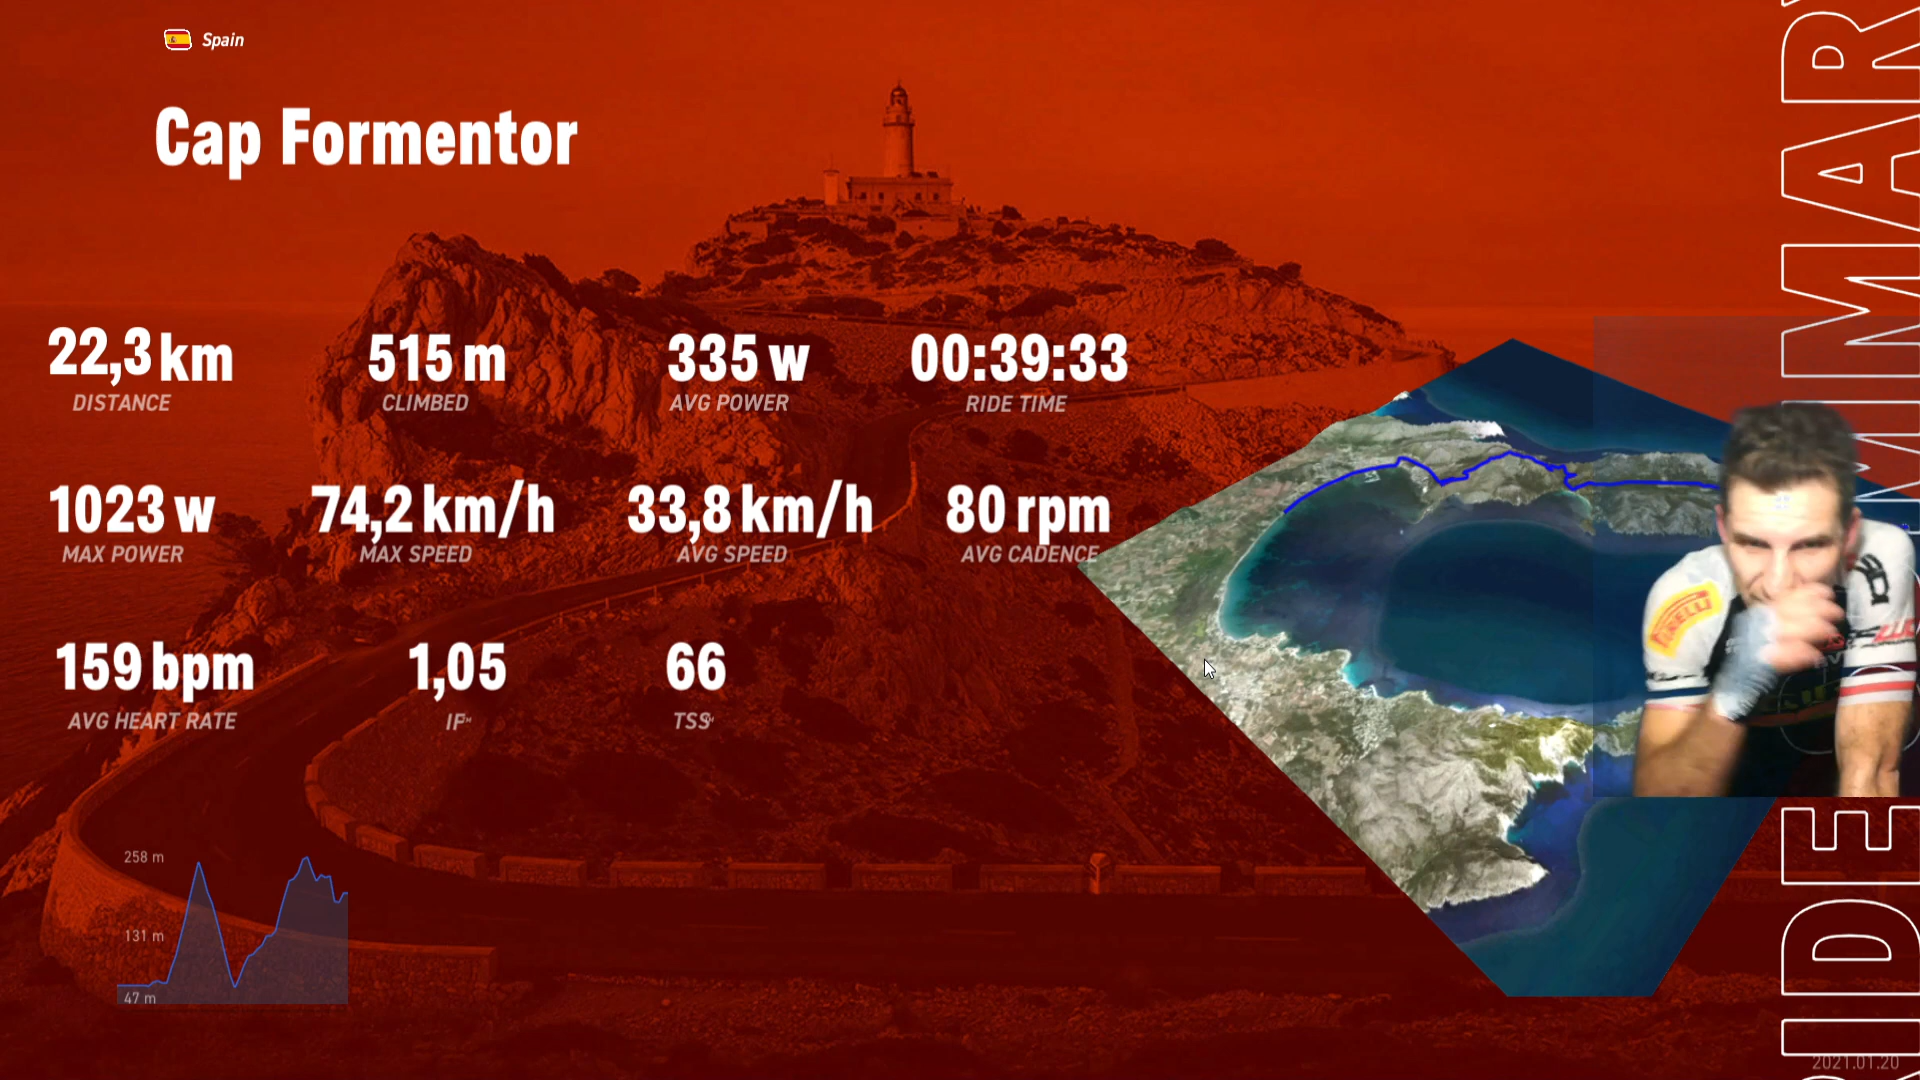 Spain
Cap Formentor
22,3 km
DISTANCE
515 m
CLIMBED
335 w
AVG POWER
00:39:33
RIDE TIME
1023 w
MAX POWER
74,2 km/h
MAX SPEED
33,8 km/h
AVG SPEED
80 rpm
AVG CADENCE
159 bpm
AVG HEART RATE
1,05
IF
66
TSS
258 m
131 m
47 m
PIRELLI
2021.01.20